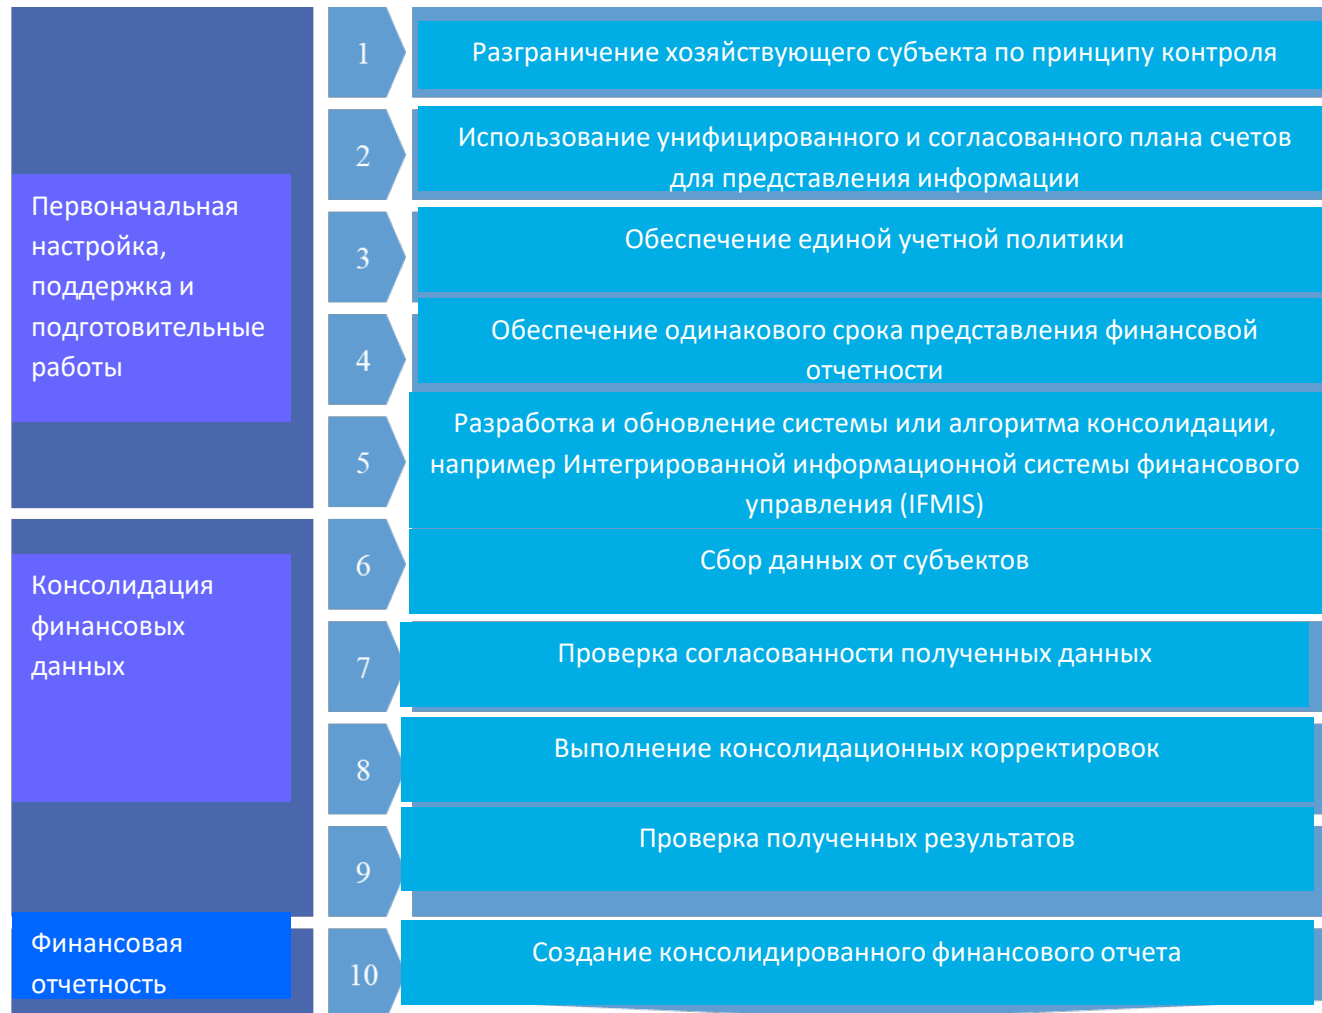 1
Разграничение хозяйствующего субъекта по принципу контроля
2
Использование унифицированного и согласованного плана счетов
для представления информации
Первоначальная
настройка,
поддержка и
подготовительные
работы
3
Обеспечение единой учетной политики
4
Обеспечение одинакового срока представления финансовой
отчетности
5
Разработка и обновление системы или алгоритма консолидации,
например Интегрированной информационной системы финансового
управления (IFMIS)
Консолидация
финансовых
данных
6
Сбор данных от субъектов
7
Проверка согласованности полученных данных
8
Выполнение консолидационных корректировок
9
Проверка полученных результатов
Финансовая
отчетность
10
Создание консолидированного финансового отчета